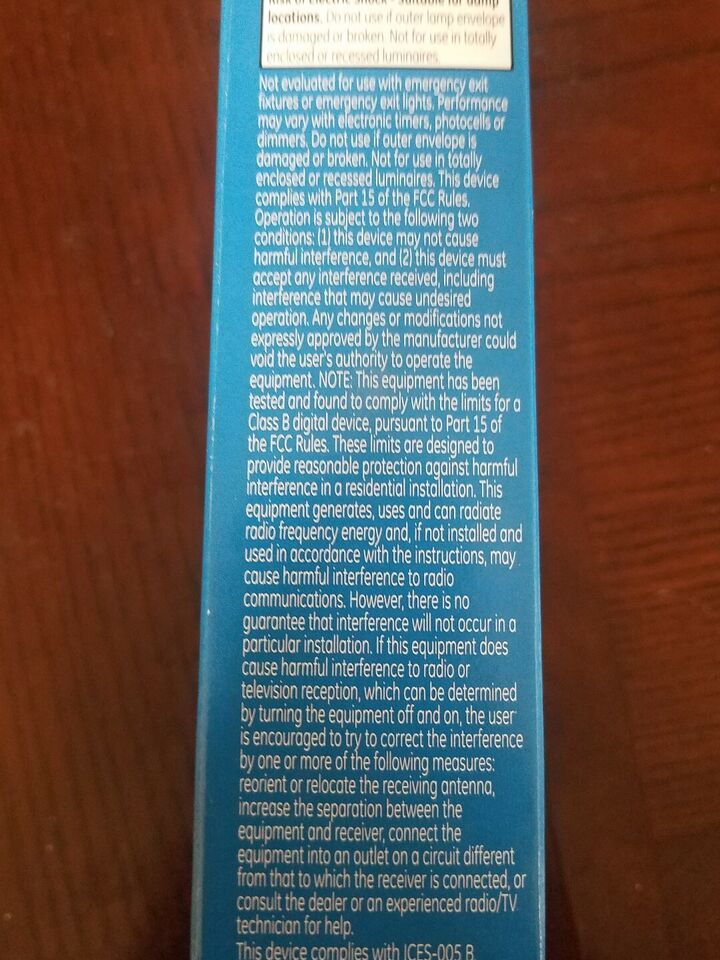 Risk of Electric Shock - Suitable for damp
locations. Do not use if outer lamp envelope
is damaged or broken. Not for use in totally
enclosed or recessed luminaires.
Not evaluated for use with emergency exit
fixtures or emergency exit lights. Performance
may vary with electronic timers, photocells or
dimmers. Do not use if outer envelope is
damaged or broken. Not for use in totally
enclosed or recessed luminaires. This device
complies with Part 15 of the FCC Rules.
Operation is subject to the following two
conditions: (1) this device may not cause
harmful interference, and (2) this device must
accept any interference received, including
interference that may cause undesired
operation. Any changes or modifications not
expressly approved by the manufacturer could
void the user's authority to operate the
equipment. NOTE: This equipment has been
tested and found to comply with the limits for a
Class B digital device, pursuant to Part 15 of
the FCC Rules. These limits are designed to
provide reasonable protection against harmful
interference in a residential installation. This
equipment generates, uses and can radiate
radio frequency energy and, if not installed and
used in accordance with the instructions, may
cause harmful interference to radio
communications. However, there is no
guarantee that interference will not occur in a
particular installation. If this equipment does
cause harmful interference to radio or
television reception, which can be determined
by turning the equipment off and on, the user
is encouraged to try to correct the interference
by one or more of the following measures:
reorient or relocate the receiving antenna,
increase the separation between the
equipment and receiver, connect the
equipment into an outlet on a circuit different
from that to which the receiver is connected, or
consult the dealer or an experienced radio/TV
technician for help.
This device complies with ICES-005 B.